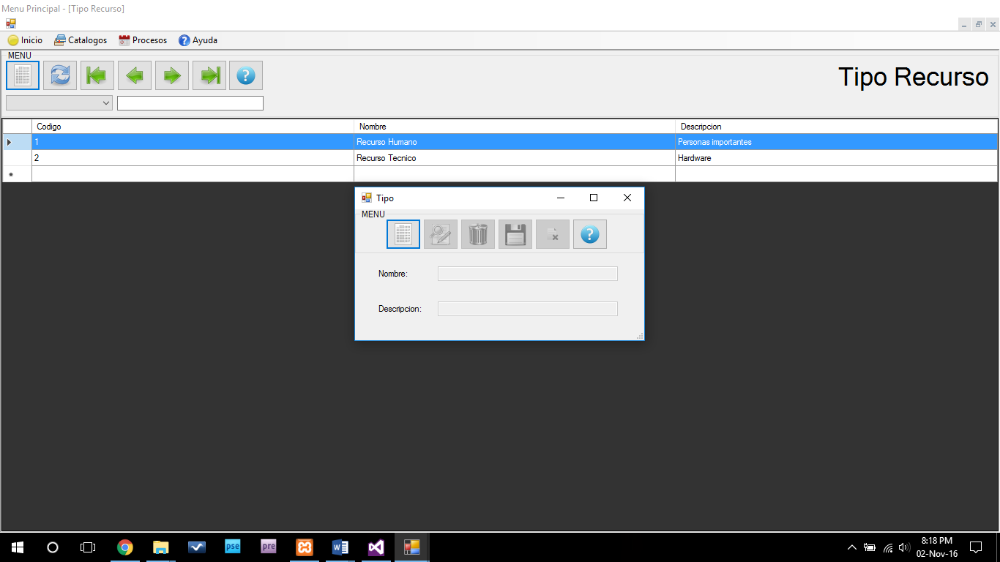 Menu Principal - [Tipo Recurso]
Inicio Catalogos Procesos Ayuda
MENU
?
Tipo Recurso
Codigo Nombre Descripcion
1 Recurso Humano Personas importantes
2 Recurso Tecnico Hardware
*
Tipo
MENU
?
Nombre:
Descripcion:
pse pre
8:18 PM
02-Nov-16